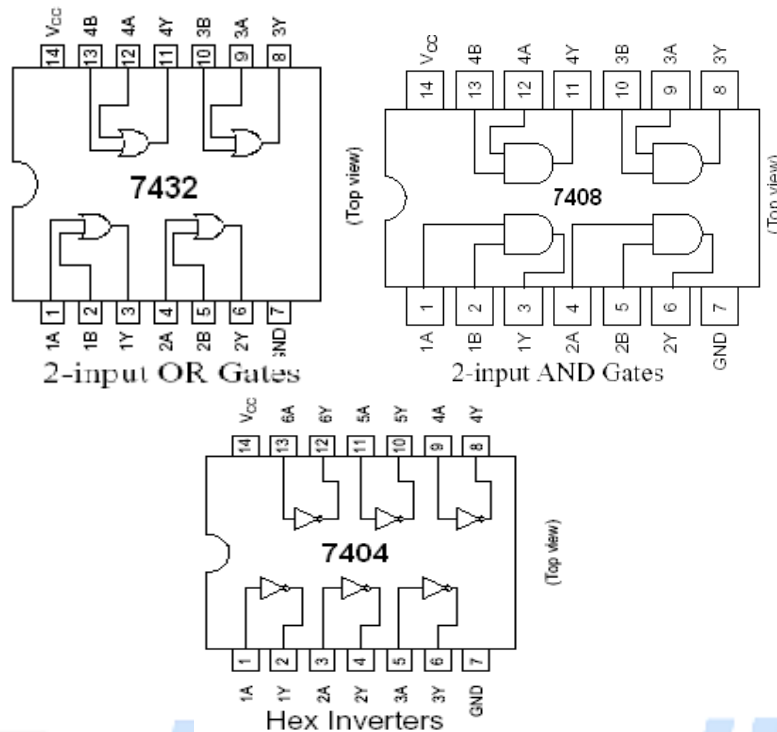 VCC 4B 4A 4Y 3B 3A 3Y
14 13 12 11 10 9 8
7432
(Top view)
1 2 3 4 5 6 7
1A 1B 1Y 2A 2B 2Y GND
2-input OR Gates
VCC 4B 4A 4Y 3B 3A 3Y
14 13 12 11 10 9 8
7408
(Top view)
1 2 3 4 5 6 7
1A 1B 1Y 2A 2B 2Y GND
2-input AND Gates
VCC 6A 6Y 5A 5Y 4A 4Y
14 13 12 11 10 9 8
7404
(Top view)
1 2 3 4 5 6 7
1A 1Y 2A 2Y 3A 3Y GND
Hex Inverters